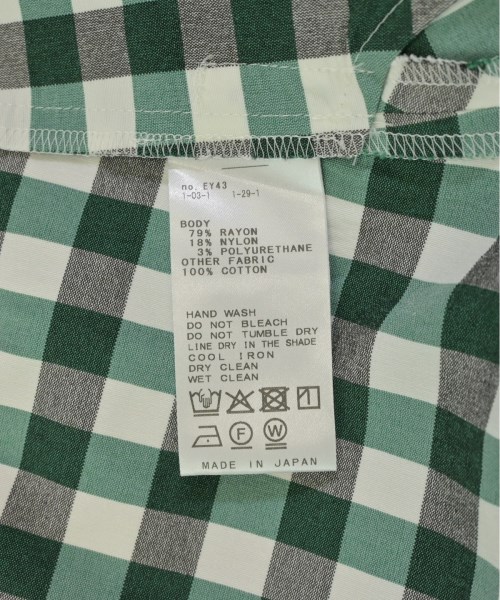 no. EY43
1-03-1 1-29-1
BODY
79% RAYON
18% NYLON
3% POLYURETHANE
OTHER FABRIC
100% COTTON
HAND WASH
DO NOT BLEACH
DO NOT TUMBLE DRY
LINE DRY IN THE SHADE
COOL IRON
DRY CLEAN
WET CLEAN
F W
MADE IN JAPAN